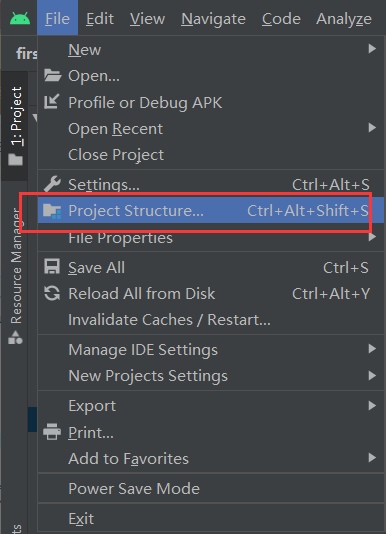 File Edit View Navigate Code Analyze
firs
New
Open...
Profile or Debug APK
Open Recent
Close Project
Settings... Ctrl+Alt+S
Project Structure... Ctrl+Alt+Shift+S
File Properties
Save All Ctrl+S
Reload All from Disk Ctrl+Alt+Y
Invalidate Caches / Restart...
Manage IDE Settings
New Projects Settings
Export
Print...
Add to Favorites
Power Save Mode
Exit
1: Project
Resource Manager
ts